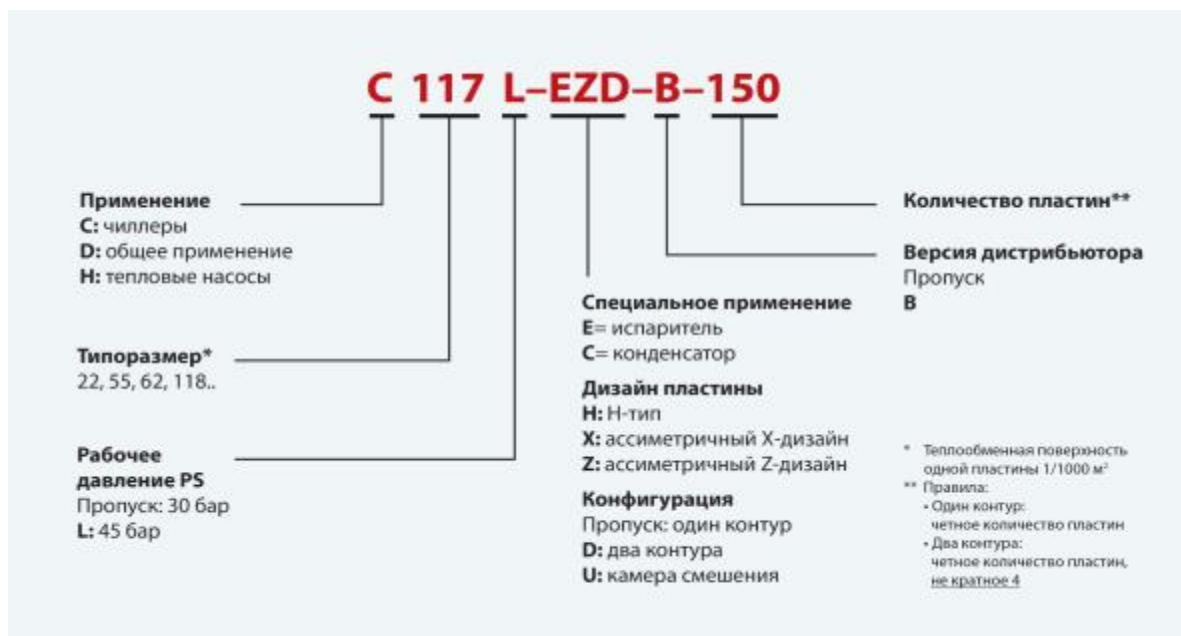 C 117 L–EZD–B–150
Применение
C: чиллеры
D: общее применение
H: тепловые насосы
Типоразмер*
22, 55, 62, 118..
Рабочее
давление PS
Пропуск: 30 бар
L: 45 бар
Специальное применение
E= испаритель
C= конденсатор
Дизайн пластины
H: H-тип
X: ассиметричный X-дизайн
Z: ассиметричный Z-дизайн
Конфигурация
Пропуск: один контур
D: два контура
U: камера смешения
Количество пластин**
Версия дистрибьютора
Пропуск
B
* Теплообменная поверхность
одной пластины 1/1000 м²
** Правила:
• Один контур:
четное количество пластин
• Два контура:
четное количество пластин,
не кратное 4